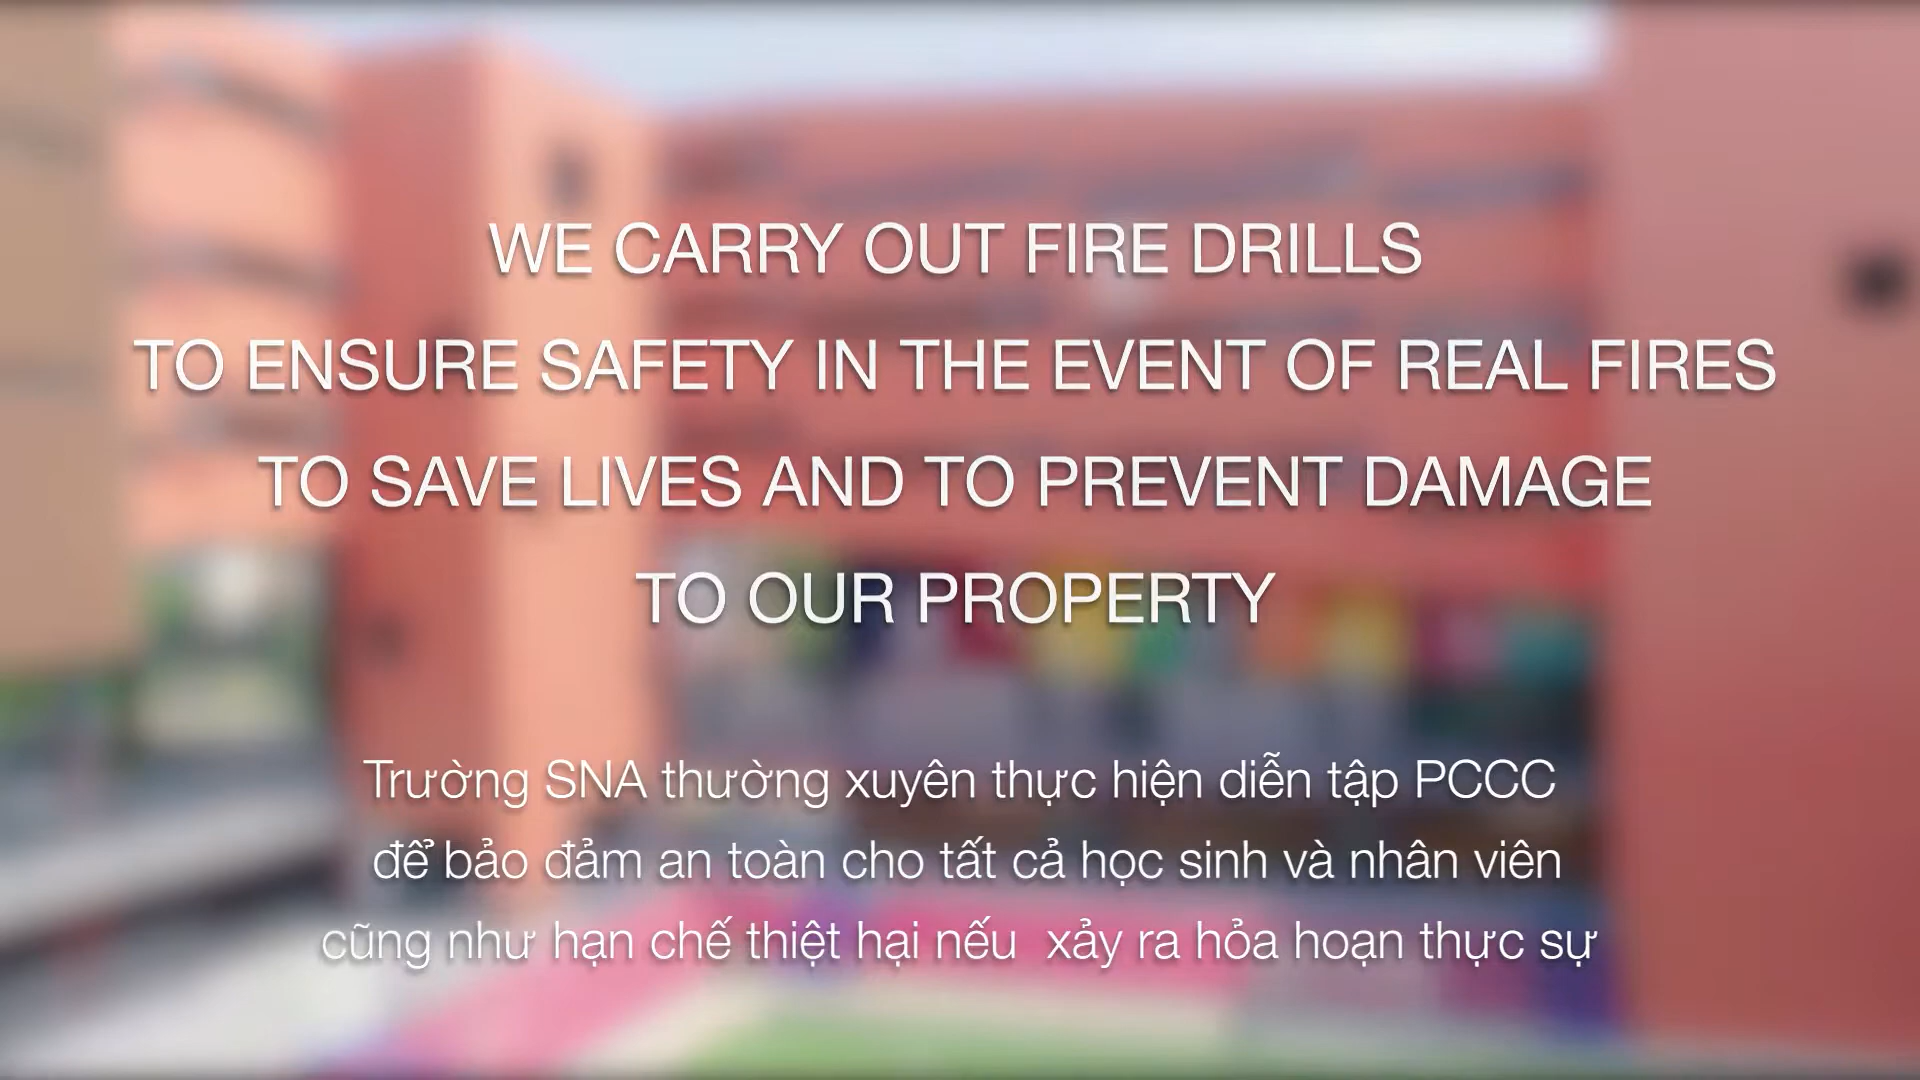 WE CARRY OUT FIRE DRILLS
TO ENSURE SAFETY IN THE EVENT OF REAL FIRES
TO SAVE LIVES AND TO PREVENT DAMAGE
TO OUR PROPERTY
Trường SNA thường xuyên thực hiện diễn tập PCCC
để bảo đảm an toàn cho tất cả học sinh và nhân viên
cũng như hạn chế thiệt hại nếu xảy ra hỏa hoạn thực sự